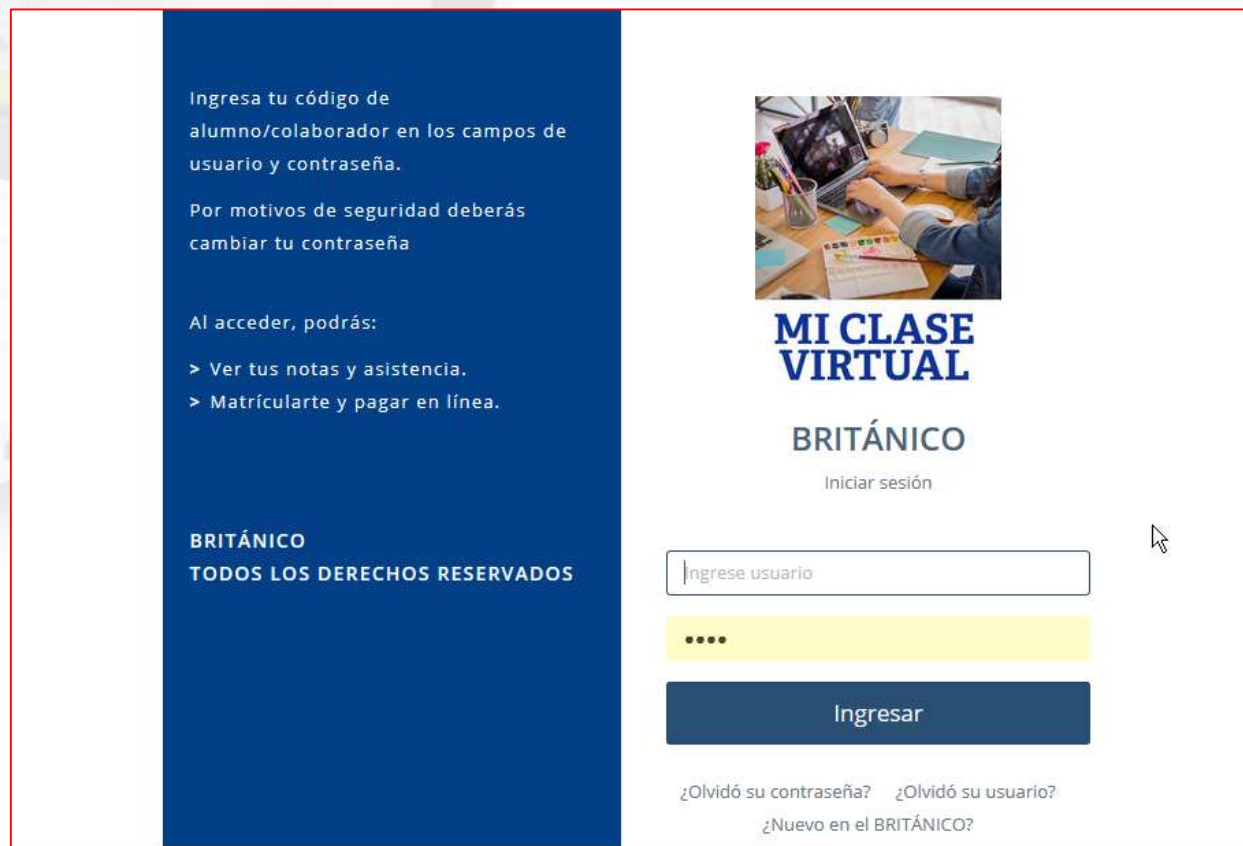 Ingresa tu código de
alumno/colaborador en los campos de
usuario y contraseña.
Por motivos de seguridad deberás
cambiar tu contraseña
Al acceder, podrás:
> Ver tus notas y asistencia.
> Matrícularte y pagar en línea.
BRITÁNICO
TODOS LOS DERECHOS RESERVADOS
MI CLASE
VIRTUAL
BRITÁNICO
Iniciar sesión
Ingrese usuario
••••
Ingresar
¿Olvidó su contraseña? ¿Olvidó su usuario?
¿Nuevo en el BRITÁNICO?